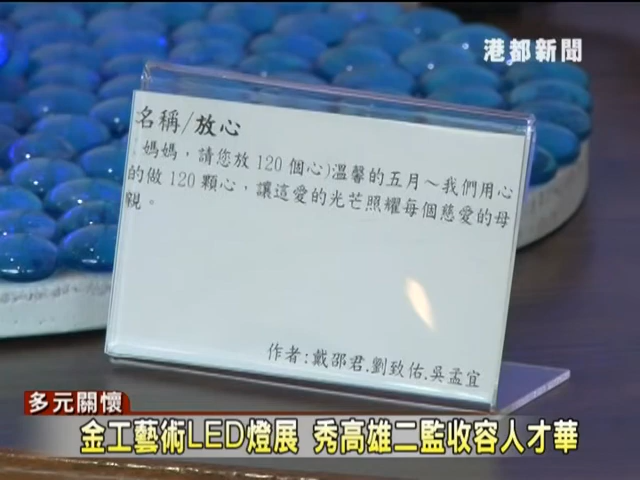 港都新聞
名稱/放心
(媽媽，請您放120個心)溫馨的五月～我們用心
的做120顆心，讓這愛的光芒照耀每個慈愛的母
親。
作者:戴邵君.劉致佑.吳孟宜
多元關懷
金工藝術LED燈展 秀高雄二監收容人才華